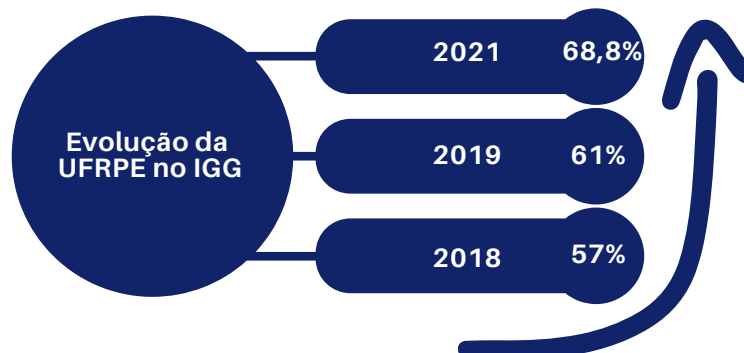 Evolução da
UFRPE no IGG
2021 68,8%
2019 61%
2018 57%